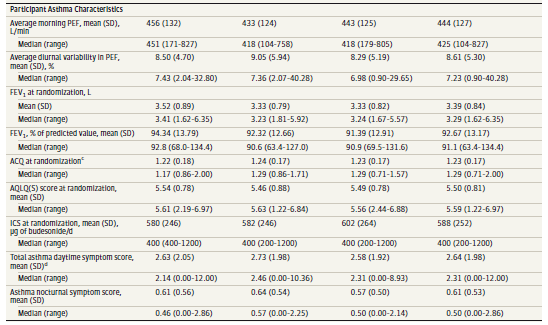 Participant Asthma Characteristics
Average morning PEF, mean (SD), 456 (132) 433 (124) 443 (125) 444 (127)
L/min
Median (range) 451 (171-827) 418 (104-758) 418 (179-805) 425 (104-827)
Average diurnal variability in PEF, 8.50 (4.70) 9.05 (5.94) 8.29 (5.19) 8.61 (5.30)
mean (SD), %
Median (range) 7.43 (2.04-32.80) 7.36 (2.07-40.28) 6.98 (0.90-29.65) 7.23 (0.90-40.28)
FEV1 at randomization, L
Mean (SD) 3.52 (0.89) 3.33 (0.79) 3.33 (0.82) 3.39 (0.84)
Median (range) 3.41 (1.62-6.35) 3.23 (1.81-5.92) 3.24 (1.67-5.57) 3.29 (1.62-6.35)
FEV1, % of predicted value, mean (SD) 94.34 (13.79) 92.32 (12.66) 91.39 (12.91) 92.67 (13.17)
Median (range) 92.8 (68.0-134.4) 90.6 (63.4-127.0) 90.9 (69.5-131.6) 91.1 (63.4-134.4)
ACQ at randomizationc 1.22 (0.18) 1.24 (0.17) 1.23 (0.17) 1.23 (0.17)
Median (range) 1.17 (0.86-2.00) 1.29 (0.86-1.71) 1.29 (0.71-1.57) 1.29 (0.71-2.00)
AQLQ(S) score at randomization, 5.54 (0.78) 5.46 (0.88) 5.49 (0.78) 5.50 (0.81)
mean (SD)
Median (range) 5.61 (2.19-6.97) 5.63 (1.22-6.84) 5.56 (2.44-6.88) 5.59 (1.22-6.97)
ICS at randomization, mean (SD), 580 (246) 582 (246) 602 (264) 588 (252)
μg of budesonide/d
Median (range) 400 (400-1200) 400 (200-1200) 400 (200-1200) 400 (200-1200)
Total asthma daytime symptom score, 2.63 (2.05) 2.73 (1.98) 2.58 (1.92) 2.64 (1.98)
mean (SD)d
Median (range) 2.14 (0.00-12.00) 2.46 (0.00-10.36) 2.31 (0.00-8.93) 2.31 (0.00-12.00)
Asthma nocturnal symptom score, 0.61 (0.56) 0.64 (0.54) 0.57 (0.50) 0.61 (0.53)
mean (SD)
Median (range) 0.46 (0.00-2.86) 0.57 (0.00-2.25) 0.50 (0.00-2.14) 0.50 (0.00-2.86)